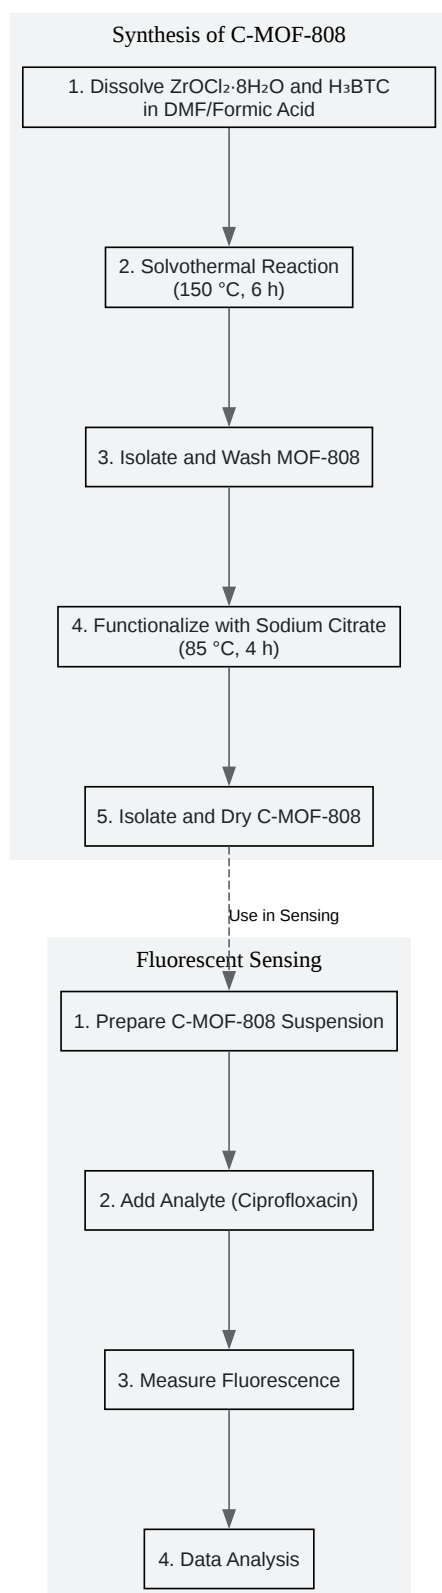 Synthesis of C-MOF-808
1. Dissolve ZrOCl₂·8H₂O and H₃BTC
in DMF/Formic Acid
2. Solvothermal Reaction
(150 °C, 6 h)
3. Isolate and Wash MOF-808
4. Functionalize with Sodium Citrate
(85 °C, 4 h)
5. Isolate and Dry C-MOF-808
Use in Sensing
Fluorescent Sensing
1. Prepare C-MOF-808 Suspension
2. Add Analyte (Ciprofloxacin)
3. Measure Fluorescence
4. Data Analysis